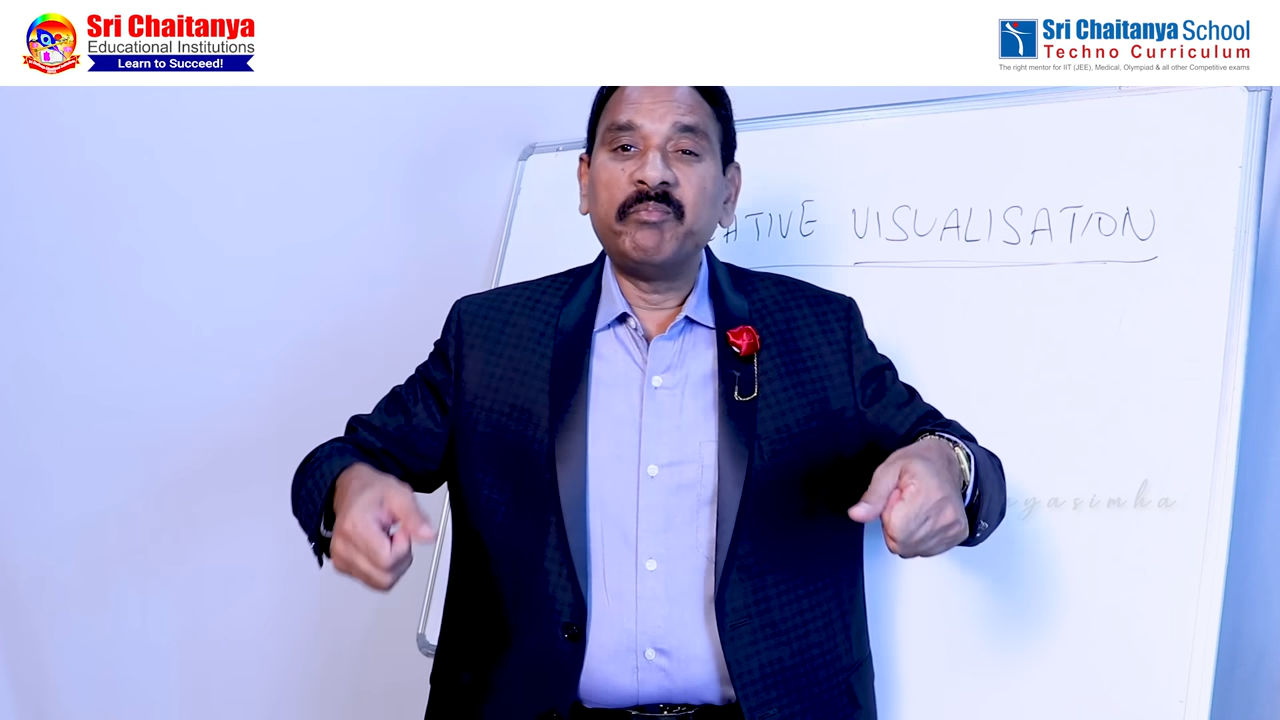 Sri Chaitanya
Educational Institutions
Learn to Succeed!
Sri Chaitanya School
Techno Curriculum
The right mentor for IIT (JEE), Medical, Olympiad & all other Competitive exams
ATIVE VISUALISATION
yasimha